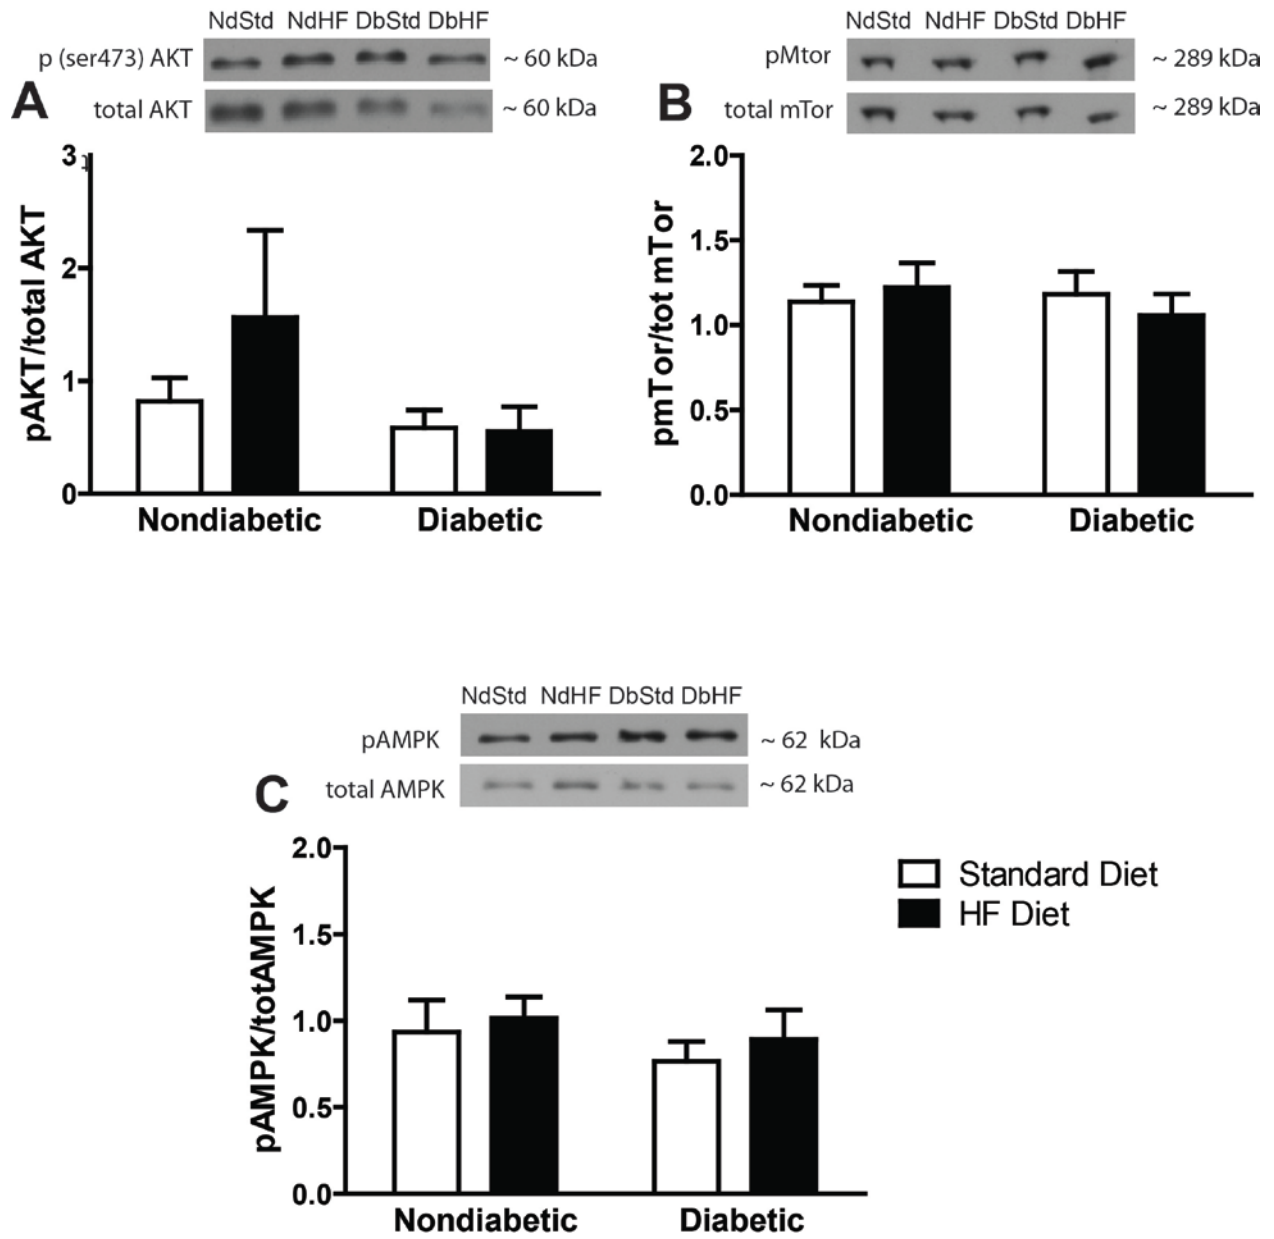 NdStd NdHF DbStd DbHF
p (ser473) AKT ~ 60 kDa
A
total AKT ~ 60 kDa
3
2
1
0
pAKT/total AKT
Nondiabetic Diabetic
NdStd NdHF DbStd DbHF
pMtor ~ 289 kDa
B
total mTor ~ 289 kDa
2.0
1.5
1.0
0.5
0.0
pmTor/tot mTor
Nondiabetic Diabetic
NdStd NdHF DbStd DbHF
pAMPK ~ 62 kDa
C
total AMPK ~ 62 kDa
2.0
1.5
1.0
0.5
0.0
pAMPK/totAMPK
Nondiabetic Diabetic
Standard Diet
HF Diet